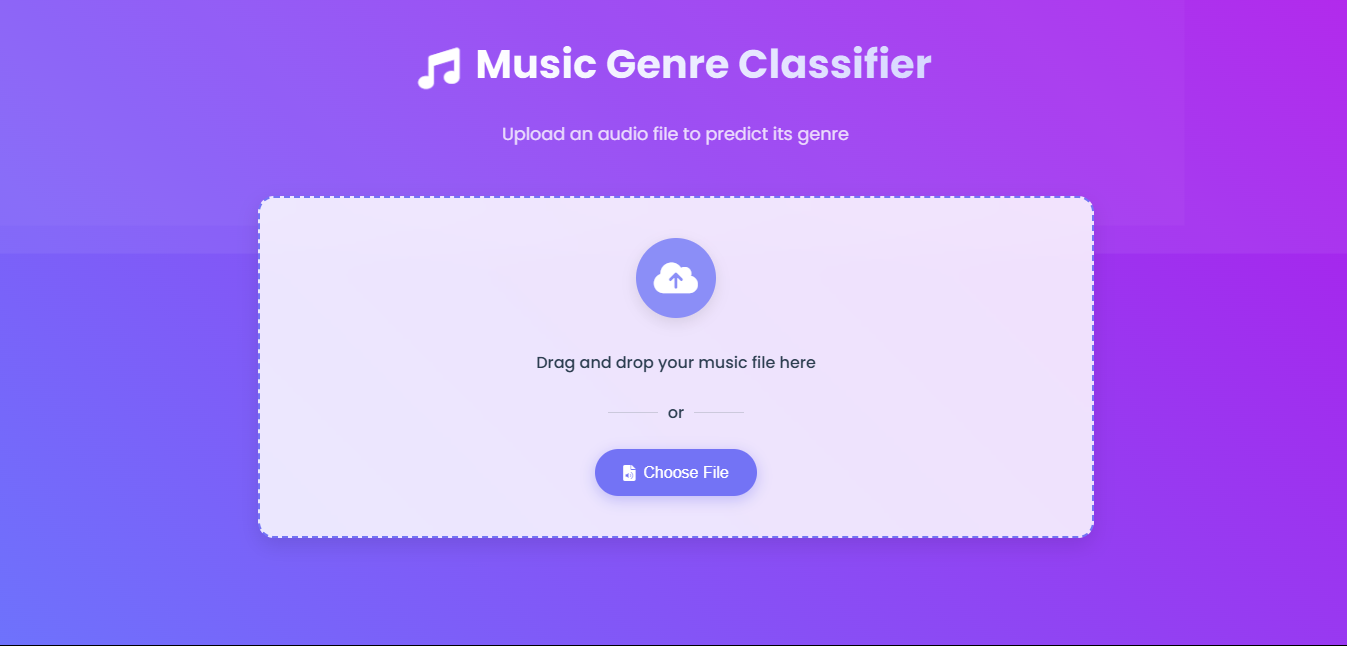 Music Genre Classifier
Upload an audio file to predict its genre
Drag and drop your music file here
or
Choose File